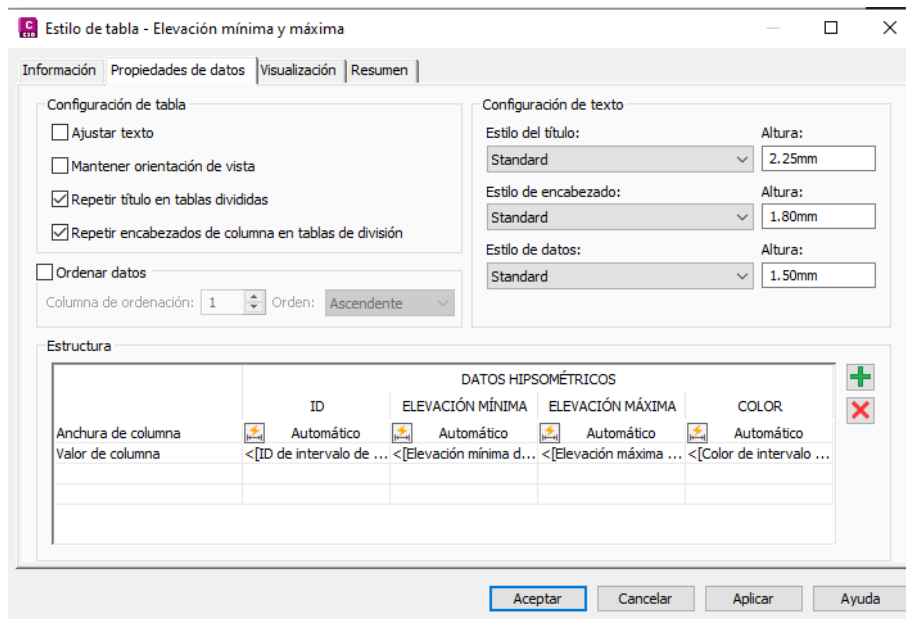 C
C3D
Estilo de tabla - Elevación mínima y máxima
Información Propiedades de datos Visualización Resumen
Configuración de tabla
Ajustar texto
Mantener orientación de vista
Repetir título en tablas divididas
Repetir encabezados de columna en tablas de división
Ordenar datos
Columna de ordenación: 1 Orden: Ascendente
Configuración de texto
Estilo del título: Altura:
Standard 2.25mm
Estilo de encabezado: Altura:
Standard 1.80mm
Estilo de datos: Altura:
Standard 1.50mm
Estructura
DATOS HIPSOMÉTRICOS
ID ELEVACIÓN MÍNIMA ELEVACIÓN MÁXIMA COLOR
Anchura de columna Automático Automático Automático Automático
Valor de columna <[ID de intervalo de ... <[Elevación mínima d... <[Elevación máxima ... <[Color de intervalo ...
Aceptar Cancelar Aplicar Ayuda